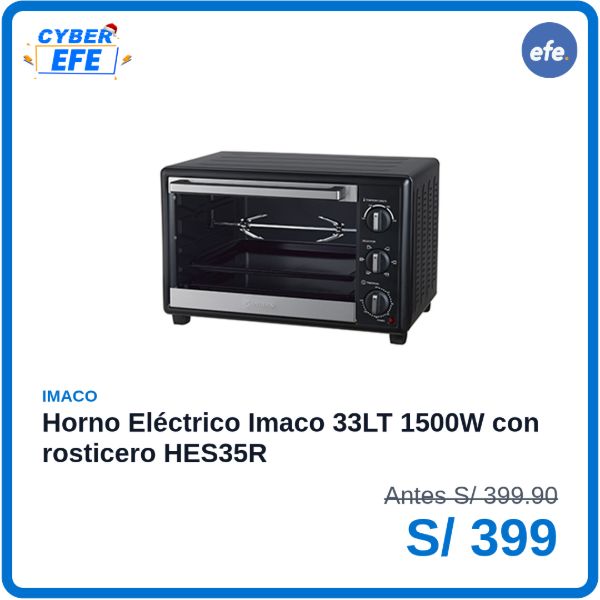 CYBER
EFE
efe.
IMACO
Horno Eléctrico Imaco 33LT 1500W con
rosticero HES35R
Antes S/ 399.90
S/ 399